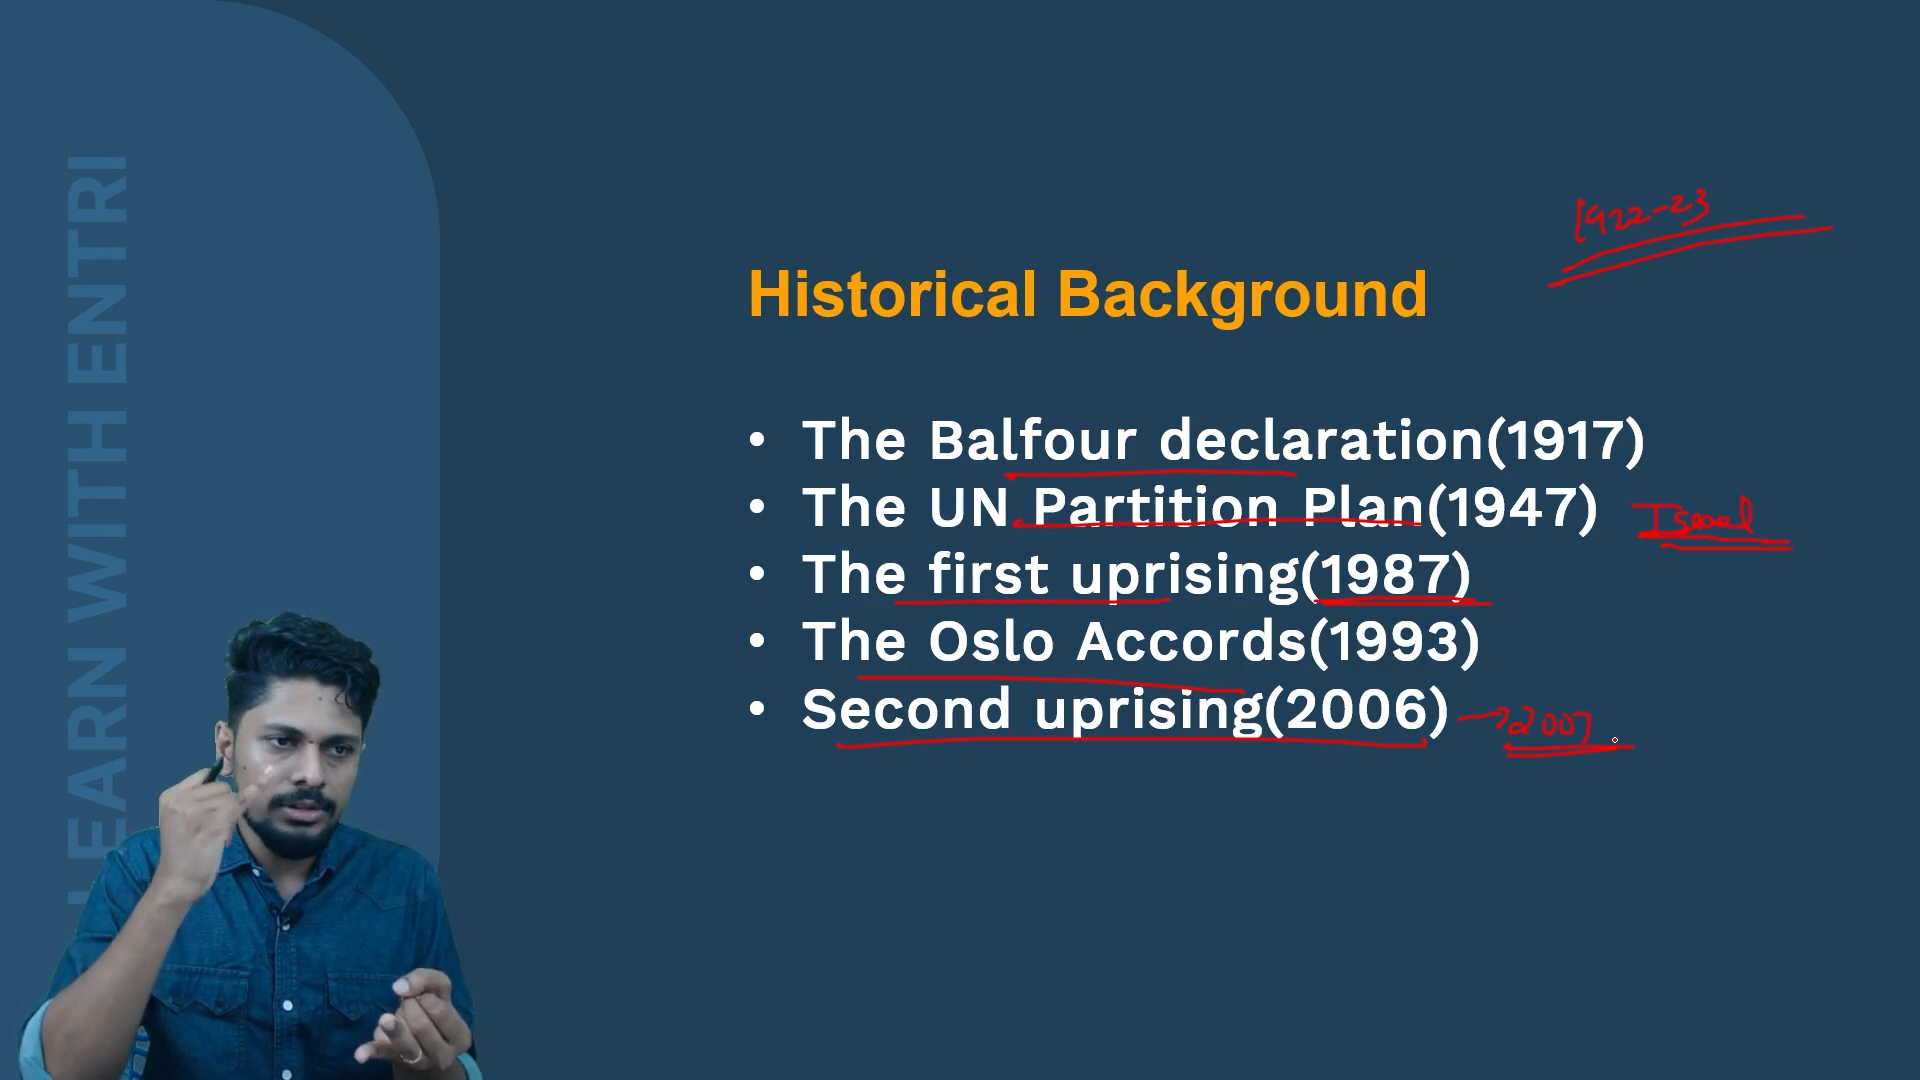 LEARN WITH ENTRI
1922-23
Historical Background
• The Balfour declaration(1917)
• The UN Partition Plan(1947) Israel
• The first uprising(1987)
• The Oslo Accords(1993)
• Second uprising(2006) → 2007